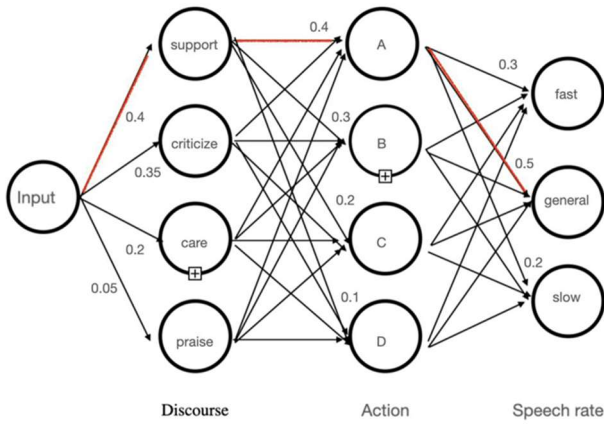 Input
0.4
0.35
0.2
0.05
support
criticize
care
praise
0.4
0.3
0.2
0.1
A
B
C
D
0.3
0.5
0.2
fast
general
slow
Discourse
Action
Speech rate